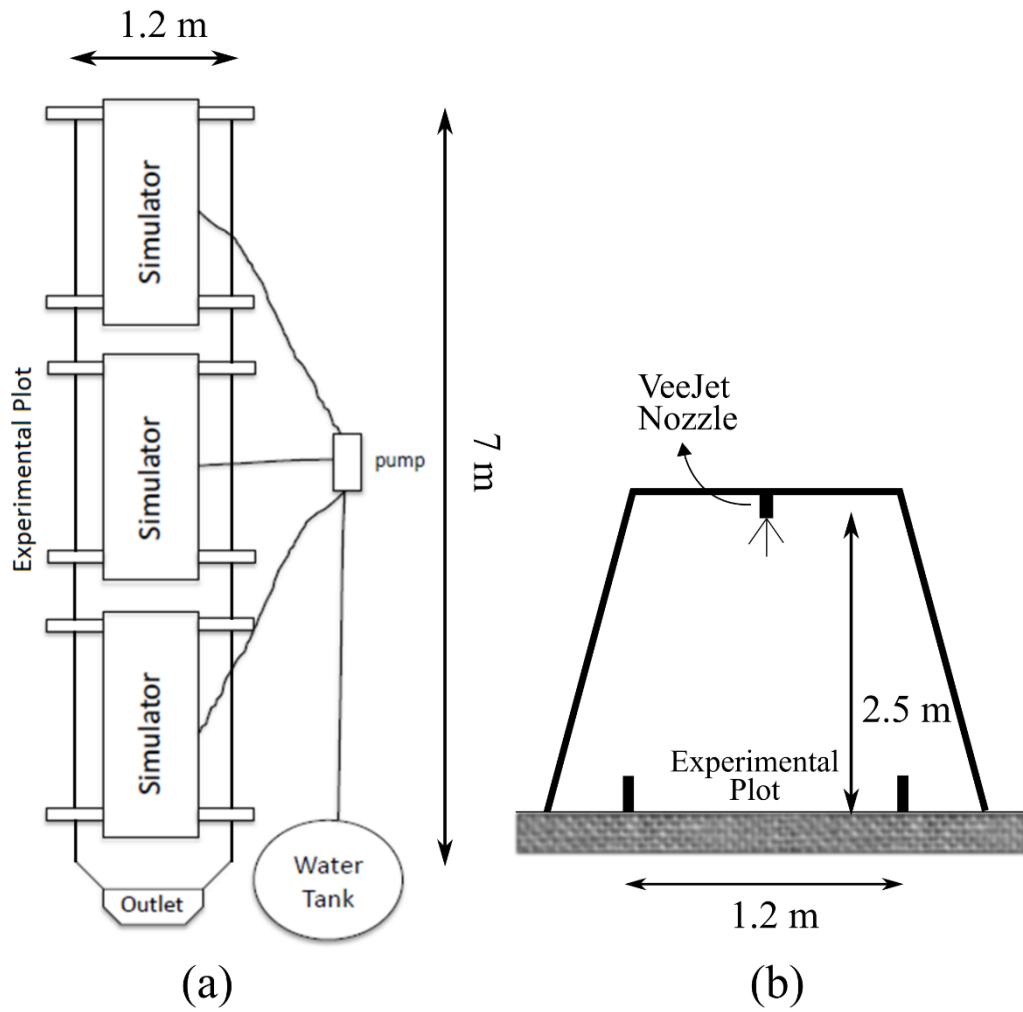 1.2 m
Simulator
Simulator
Simulator
Experimental Plot
pump
7 m
Water
Tank
Outlet
(a)
VeeJet
Nozzle
2.5 m
Experimental
Plot
1.2 m
(b)